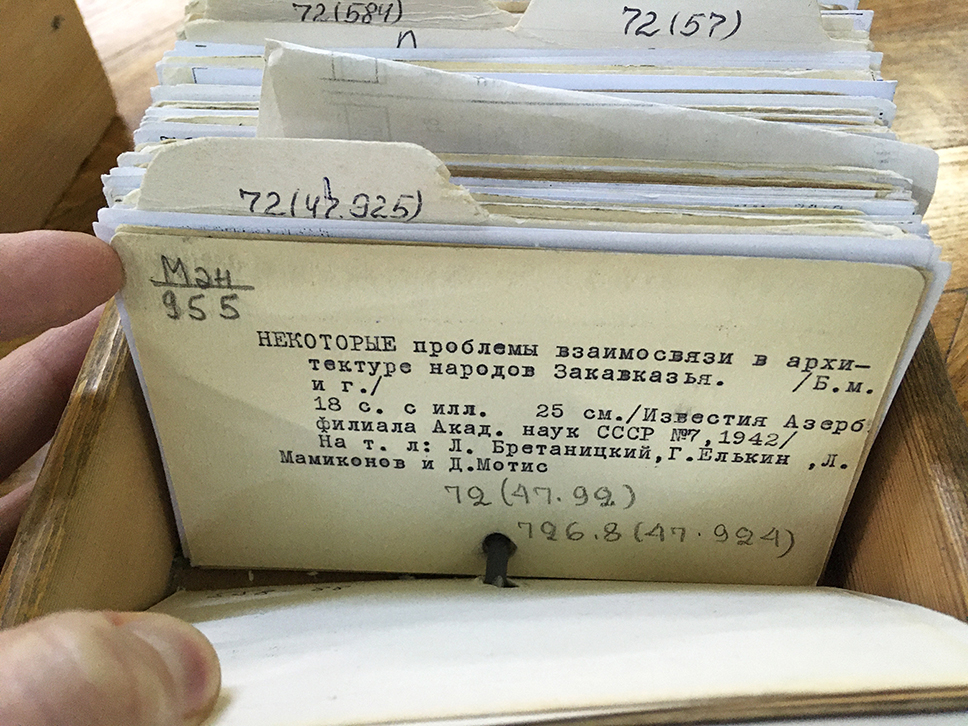 72(584)
72(57)
п
72(47.925)
Мэн
955
НЕКОТОРЫЕ проблемы взаимосвязи в архи-
тектуре народов Закавказья. /Б.м.
и г./
18 с. с илл. 25 см./Известия Азерб.
филиала Акад. наук СССР №7,1942/
На т. л: Л. Бретаницкий,Г.Елькин ,Л.
Мамиконов и Д.Мотис
72(47.92)
726.8(47.924)